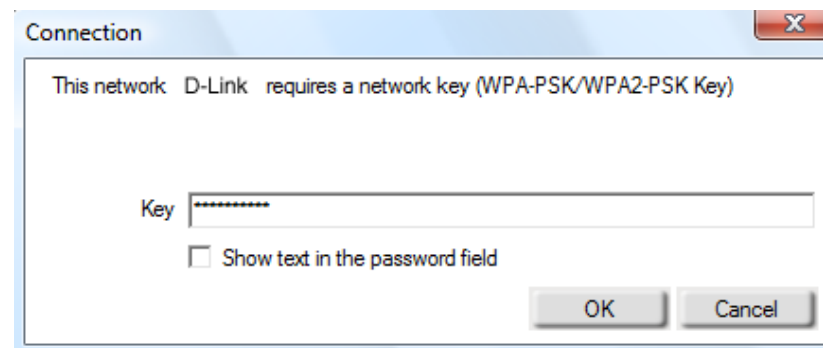 Connection
This network D-Link requires a network key (WPA-PSK/WPA2-PSK Key)
Key **********
Show text in the password field
OK Cancel